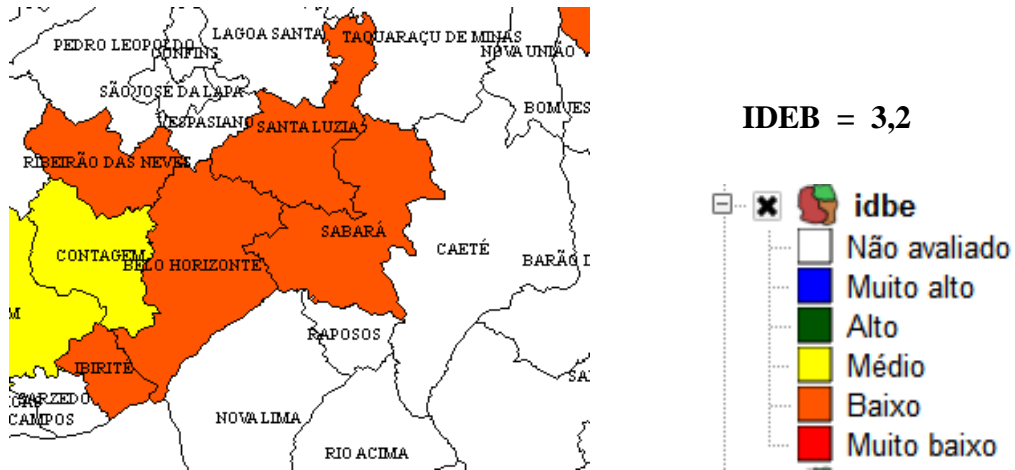 LAGOA SANTA
TAQUARAÇU DE MINAS
PEDRO LEOPOLDO
CONFINS
NOVA UNIÃO
SÃO JOSÉ DA LAPA
BOM JES
VESPASIANO
SANTA LUZIA
RIBEIRÃO DAS NEVES
SABARÁ
CAETÉ
CONTAGEM
BELO HORIZONTE
BARÃO D
M
RAPOSOS
IBIRITÉ
SA
SARZEDO
CAMPOS
NOVA LIMA
RIO ACIMA
IDEB = 3,2
idbe
Não avaliado
Muito alto
Alto
Médio
Baixo
Muito baixo